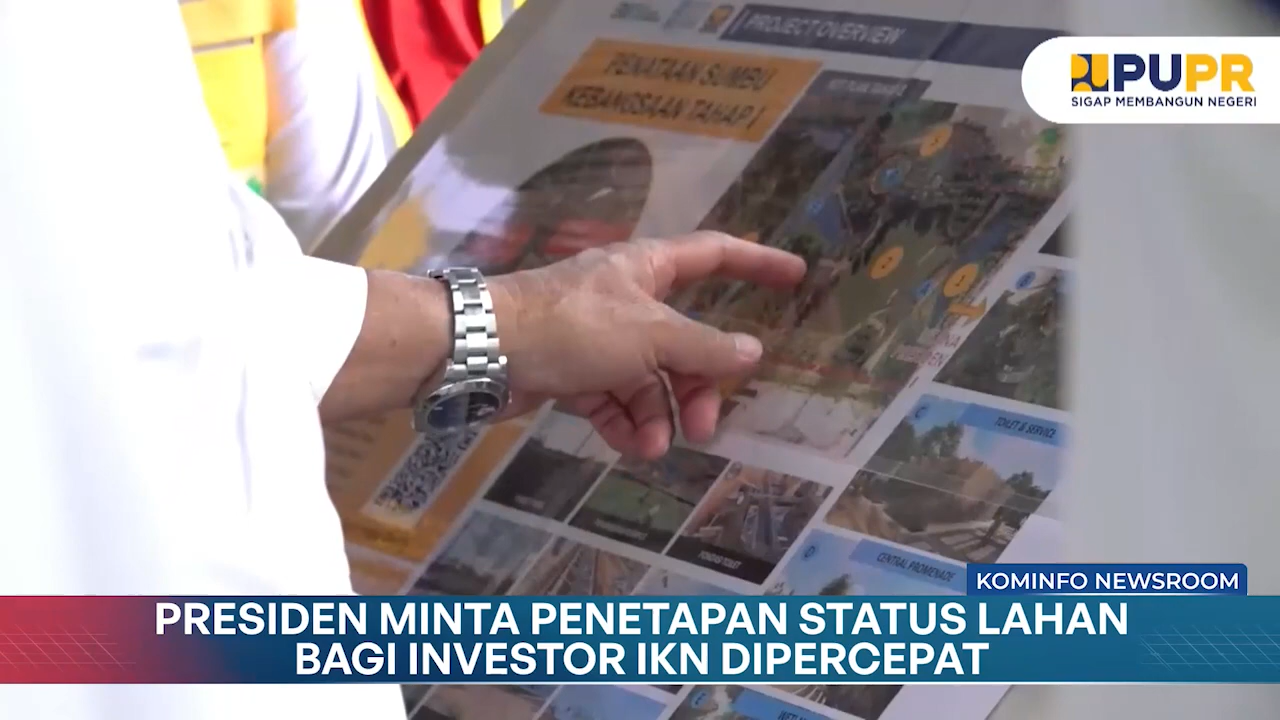 PROJECT OVERVIEW
PENATAAN SUMBU
KEBANGSAAN TAHAP I
PUPR
SIGAP MEMBANGUN NEGERI
TOILET & SERVICE
CENTRAL PROMENADE
KOMINFO NEWSROOM
PRESIDEN MINTA PENETAPAN STATUS LAHAN
BAGI INVESTOR IKN DIPERCEPAT